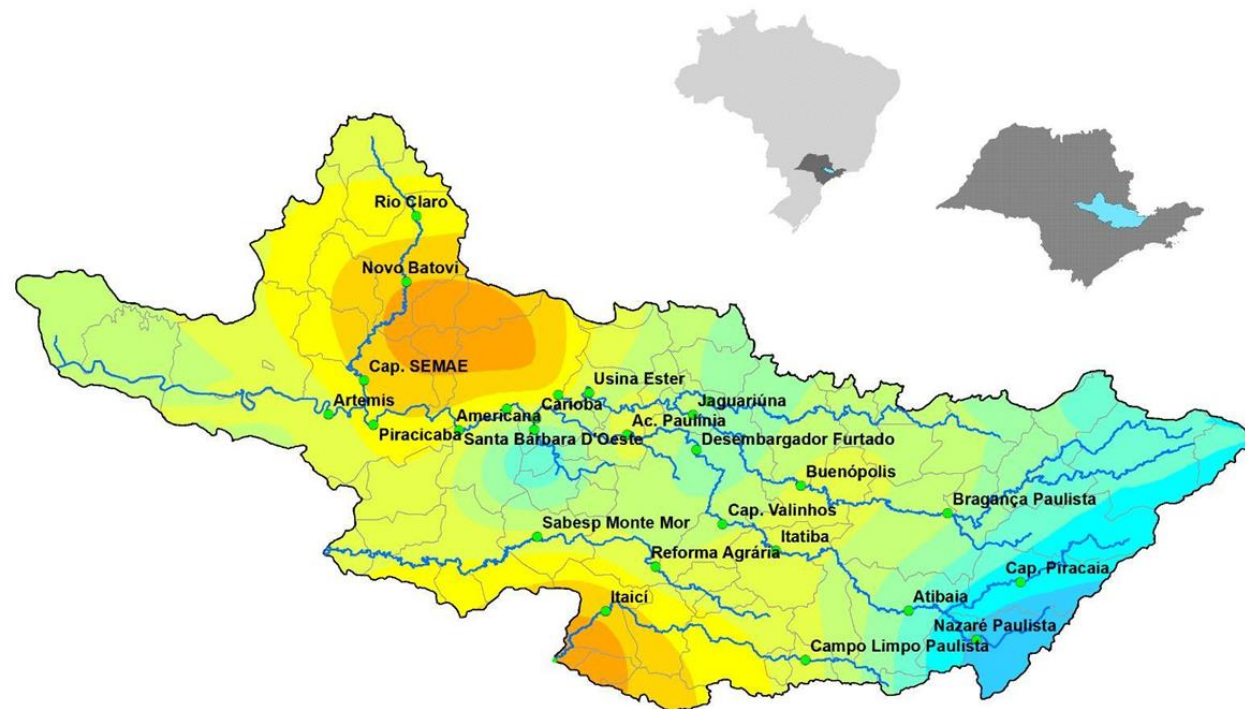 Rio Claro
Novo Batovi
Cap. SEMAE
Usina Ester
Artemis
Carioba
Jaguariúna
Americana
Ac. Paulínia
Piracicaba
Santa Bárbara D'Oeste
Desembargador Furtado
Buenópolis
Bragança Paulista
Cap. Valinhos
Sabesp Monte Mor
Itatiba
Reforma Agrária
Cap. Piracaia
Itaicí
Atibaia
Nazaré Paulista
Campo Limpo Paulista